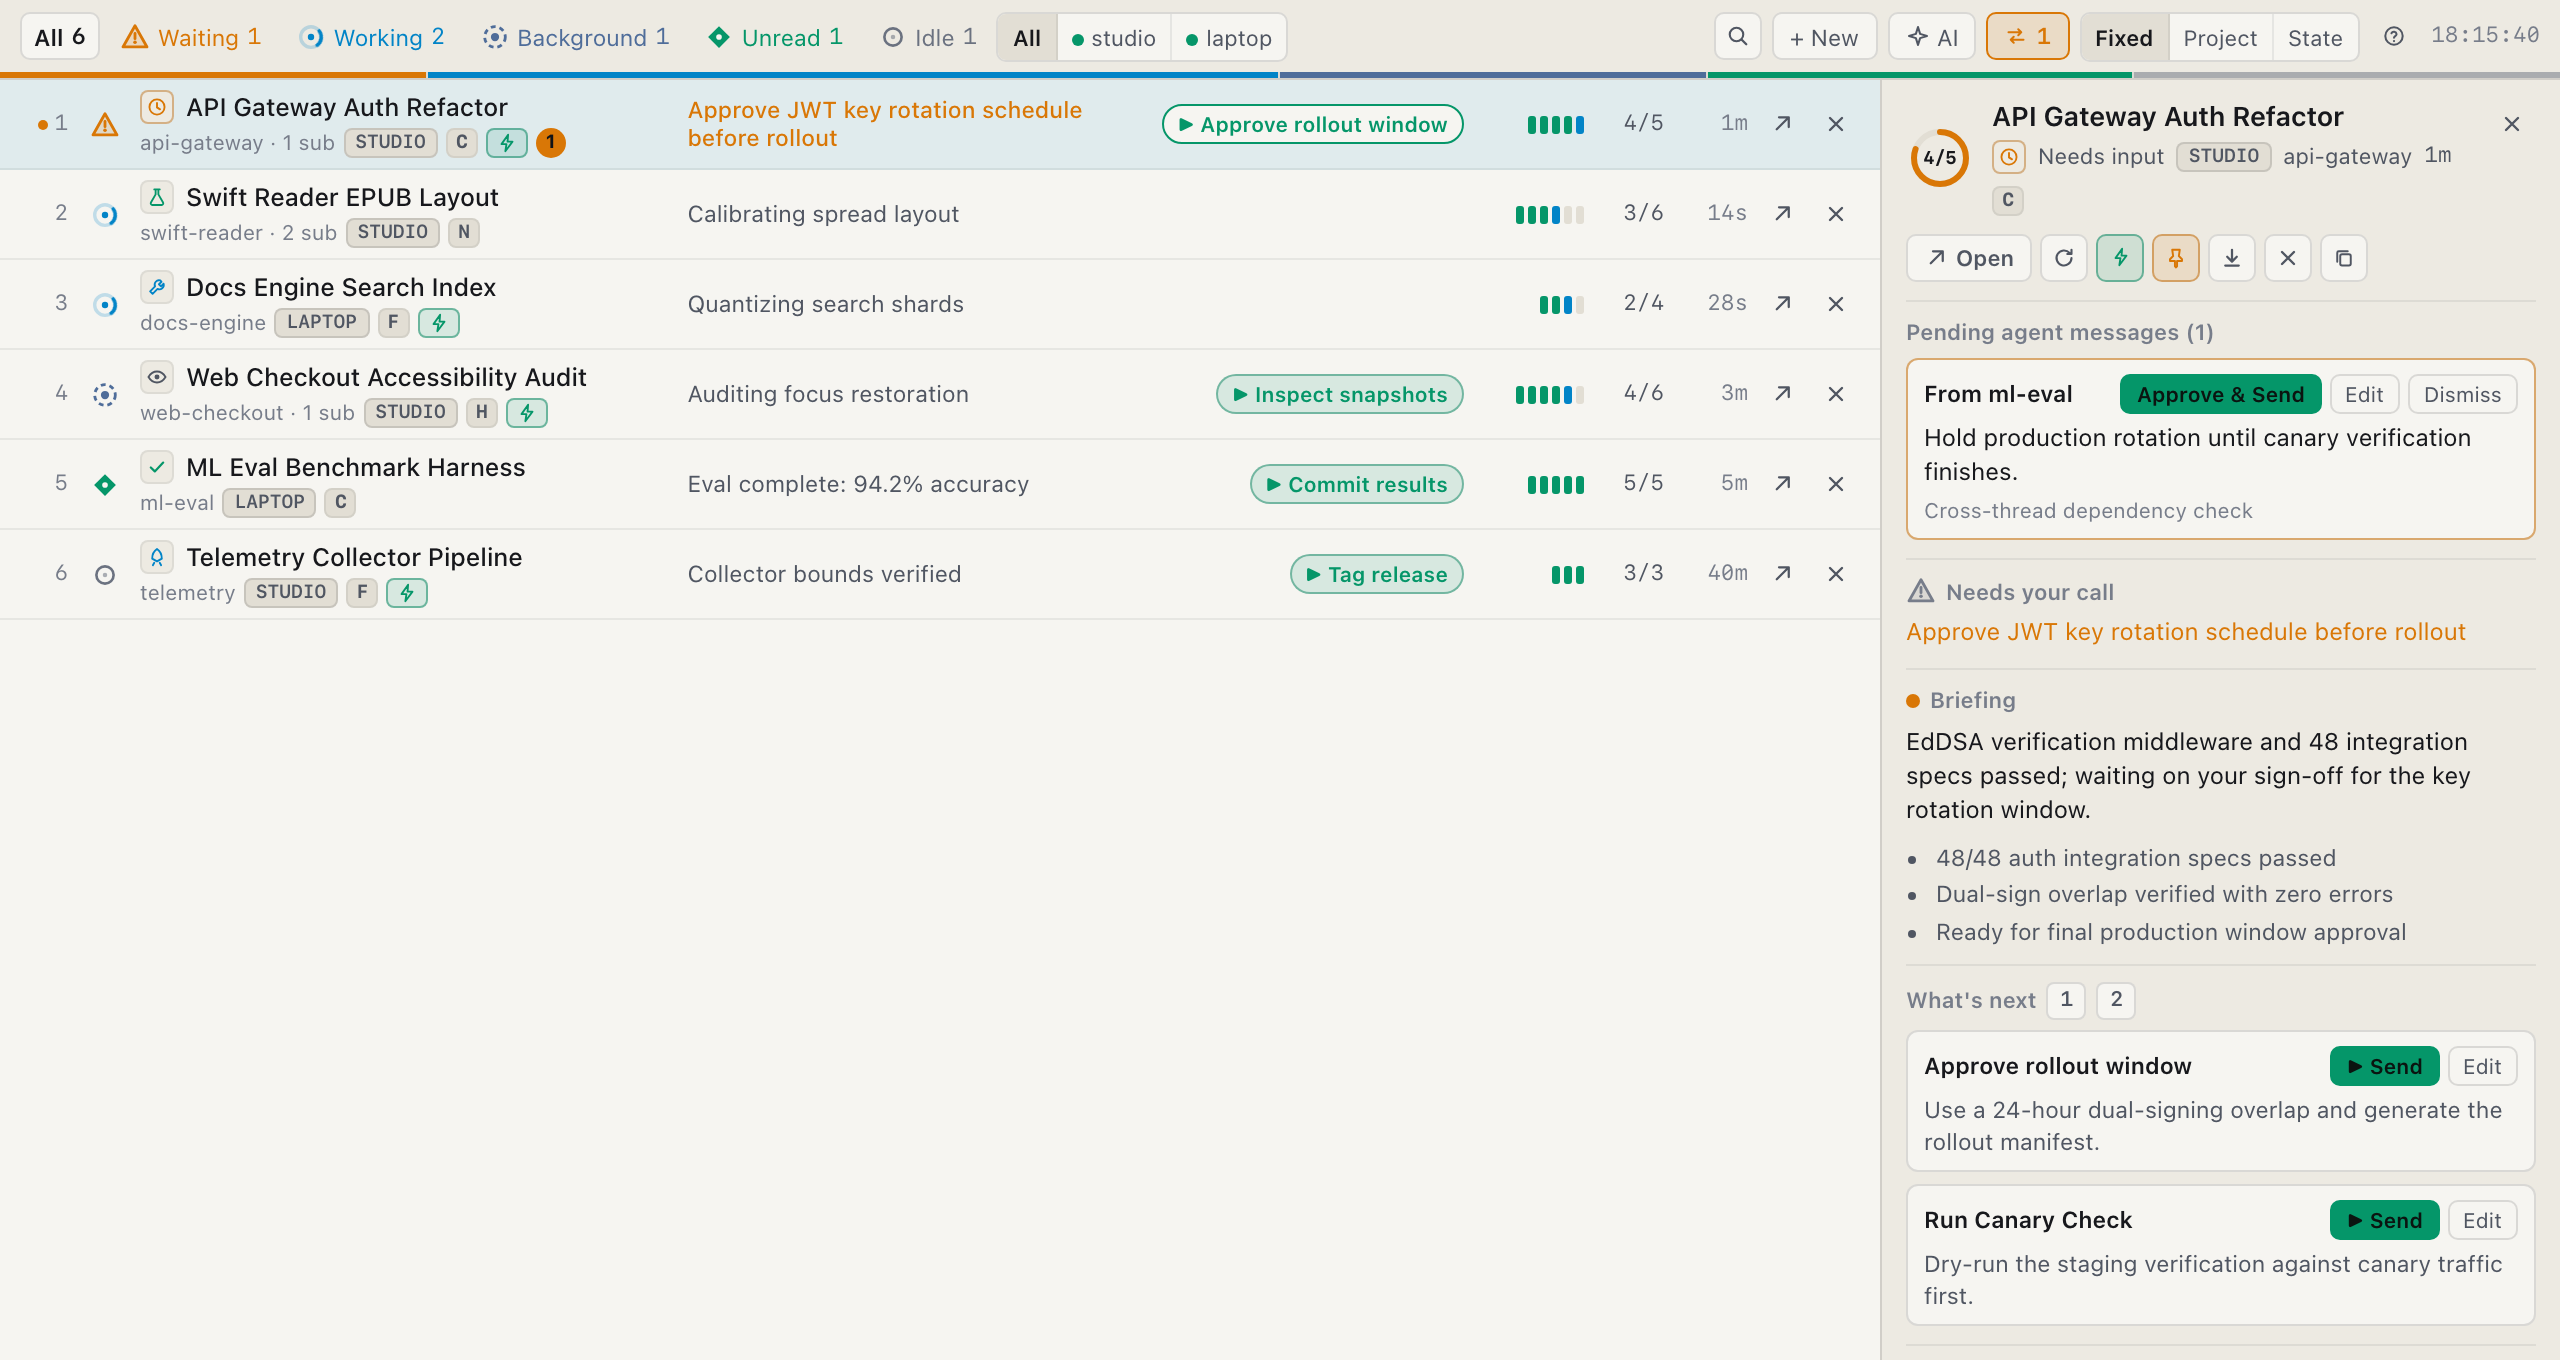 All 6 Waiting 1 Working 2 Background 1 Unread 1 Idle 1 All studio laptop + New AI 1 Fixed Project State 18:15:40
1 API Gateway Auth Refactor
api-gateway · 1 sub STUDIO C 1
Approve JWT key rotation schedule
before rollout
Approve rollout window 4/5 1m
2 Swift Reader EPUB Layout
swift-reader · 2 sub STUDIO N
Calibrating spread layout 3/6 14s
3 Docs Engine Search Index
docs-engine LAPTOP F
Quantizing search shards 2/4 28s
4 Web Checkout Accessibility Audit
web-checkout · 1 sub STUDIO H
Auditing focus restoration Inspect snapshots 4/6 3m
5 ML Eval Benchmark Harness
ml-eval LAPTOP C
Eval complete: 94.2% accuracy Commit results 5/5 5m
6 Telemetry Collector Pipeline
telemetry STUDIO F
Collector bounds verified Tag release 3/3 40m
API Gateway Auth Refactor
4/5 Needs input STUDIO api-gateway 1m
C
Open
Pending agent messages (1)
From ml-eval Approve & Send Edit Dismiss
Hold production rotation until canary verification
finishes.
Cross-thread dependency check
Needs your call
Approve JWT key rotation schedule before rollout
Briefing
EdDSA verification middleware and 48 integration
specs passed; waiting on your sign-off for the key
rotation window.
• 48/48 auth integration specs passed
• Dual-sign overlap verified with zero errors
• Ready for final production window approval
What's next 1 2
Approve rollout window Send Edit
Use a 24-hour dual-signing overlap and generate the
rollout manifest.
Run Canary Check Send Edit
Dry-run the staging verification against canary traffic
first.